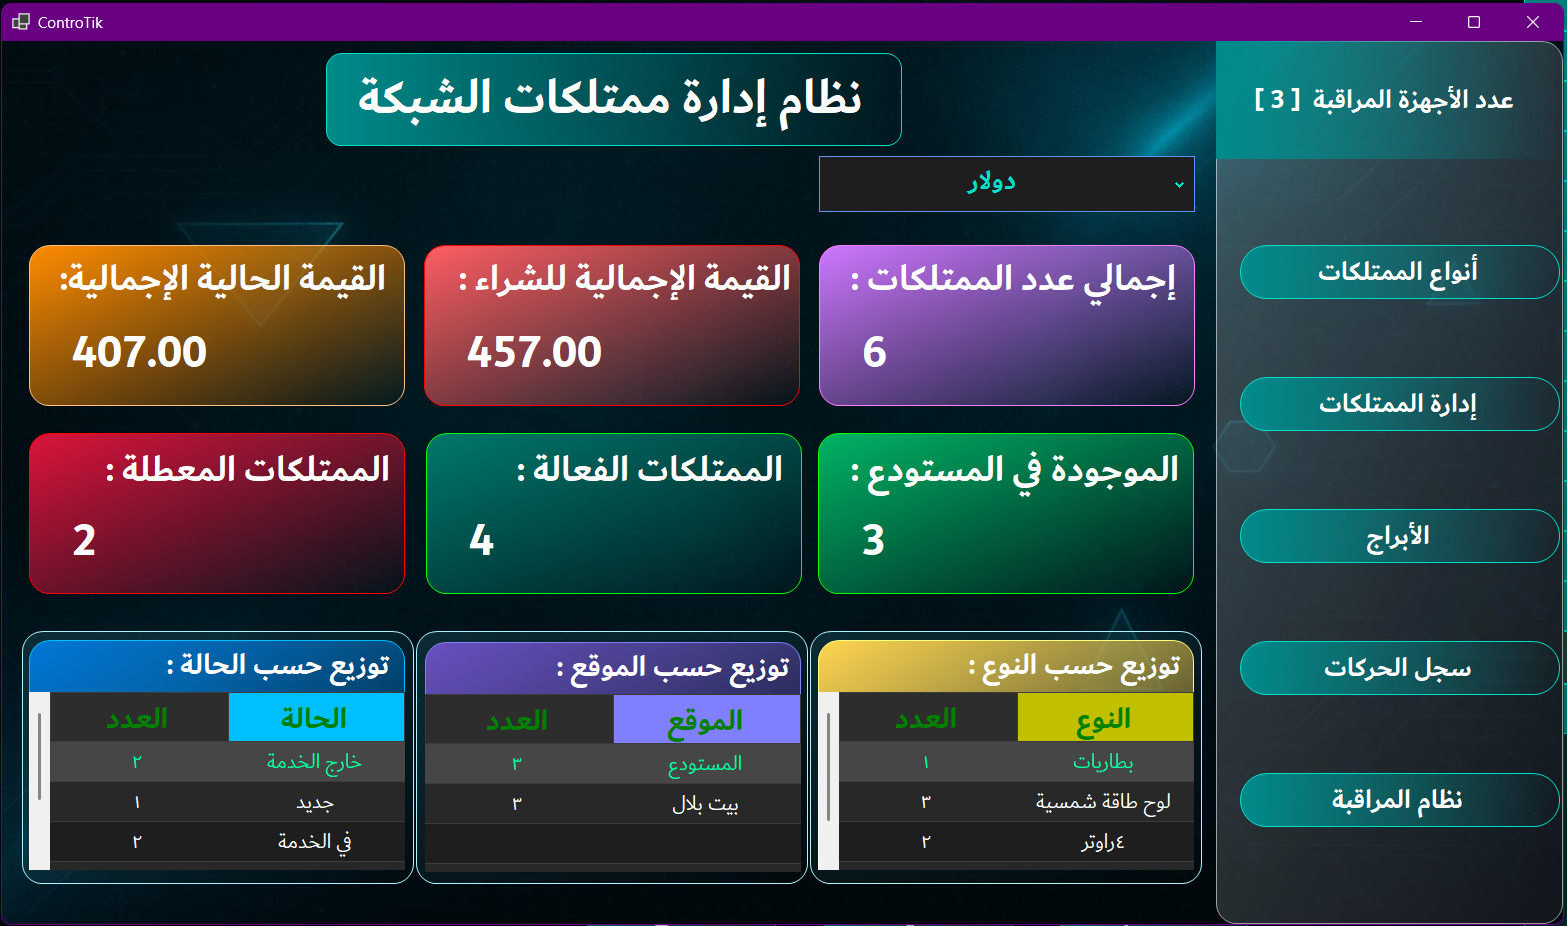 ControTik
نظام إدارة ممتلكات الشبكة
عدد الأجهزة المراقبة [ 3 ]
دولار
إجمالي عدد الممتلكات :
6
القيمة الإجمالية للشراء :
457.00
القيمة الحالية الإجمالية:
407.00
الموجودة في المستودع :
3
الممتلكات الفعالة :
4
الممتلكات المعطلة :
2
توزيع حسب النوع :
النوع العدد
بطاريات ١
لوح طاقة شمسية ٣
٤راوتر ٢
توزيع حسب الموقع :
الموقع العدد
المستودع ٣
بيت بلال ٣
توزيع حسب الحالة :
الحالة العدد
خارج الخدمة ٢
جديد ١
في الخدمة ٢
أنواع الممتلكات
إدارة الممتلكات
الأبراج
سجل الحركات
نظام المراقبة